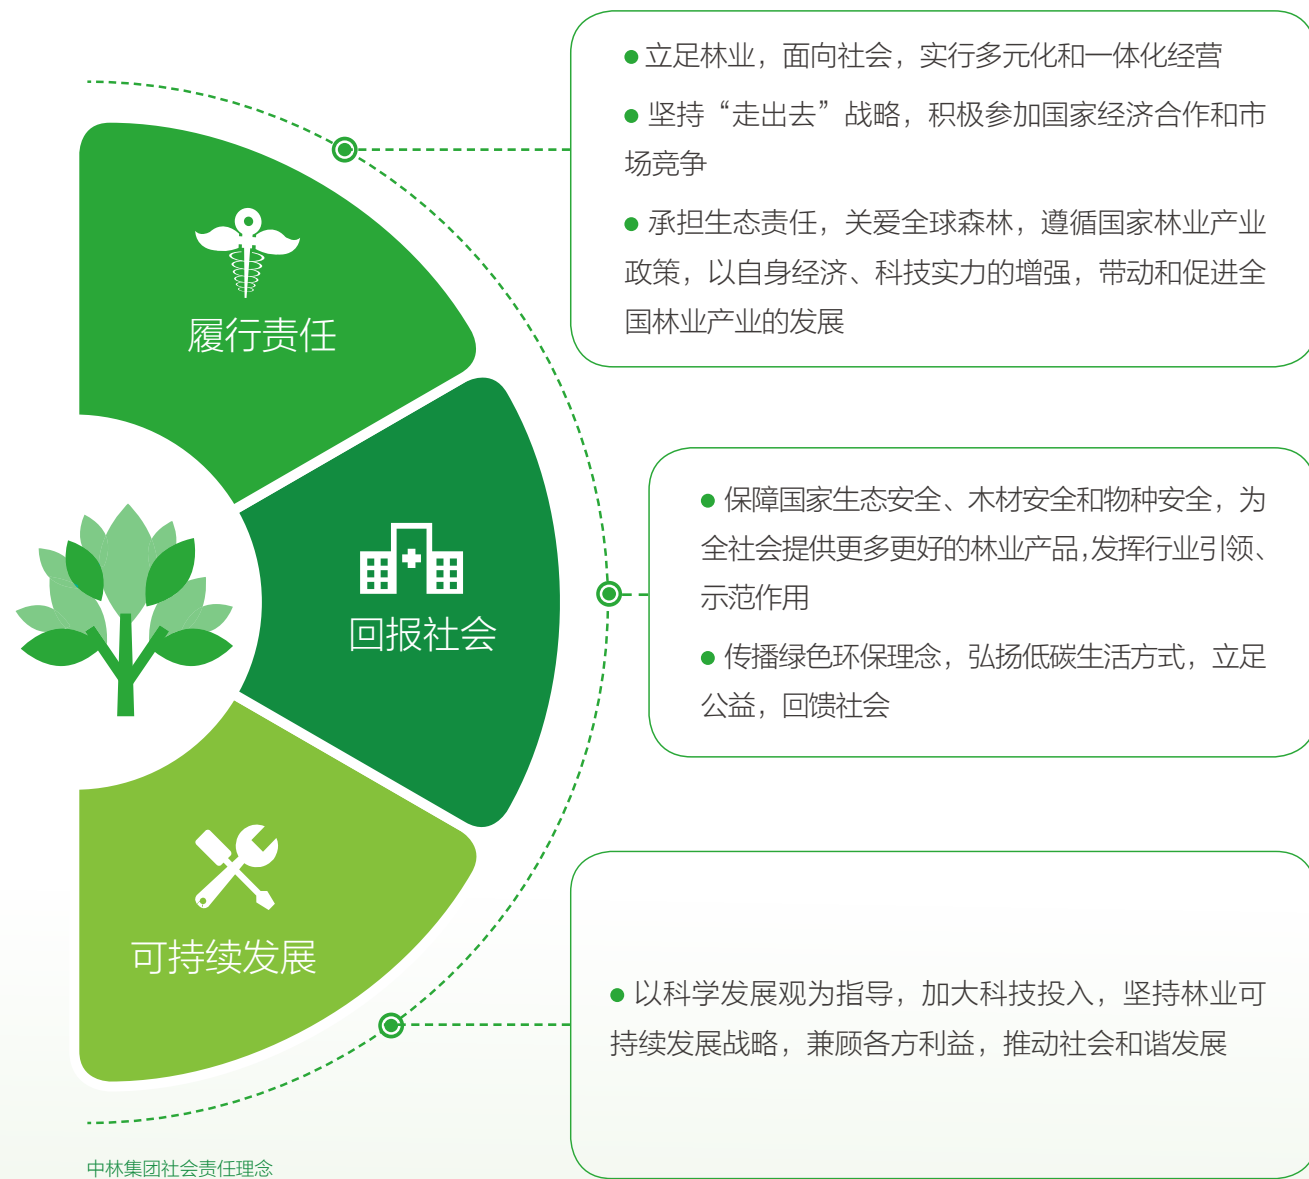 ● 立足林业，面向社会，实行多元化和一体化经营
● 坚持“走出去”战略，积极参加国家经济合作和市
场竞争
● 承担生态责任，关爱全球森林，遵循国家林业产业
政策，以自身经济、科技实力的增强，带动和促进全
国林业产业的发展
履行责任
● 保障国家生态安全、木材安全和物种安全，为
全社会提供更多更好的林业产品，发挥行业引领、
示范作用
● 传播绿色环保理念，弘扬低碳生活方式，立足
公益，回馈社会
回报社会
● 以科学发展观为指导，加大科技投入，坚持林业可
持续发展战略，兼顾各方利益，推动社会和谐发展
可持续发展
中林集团社会责任理念